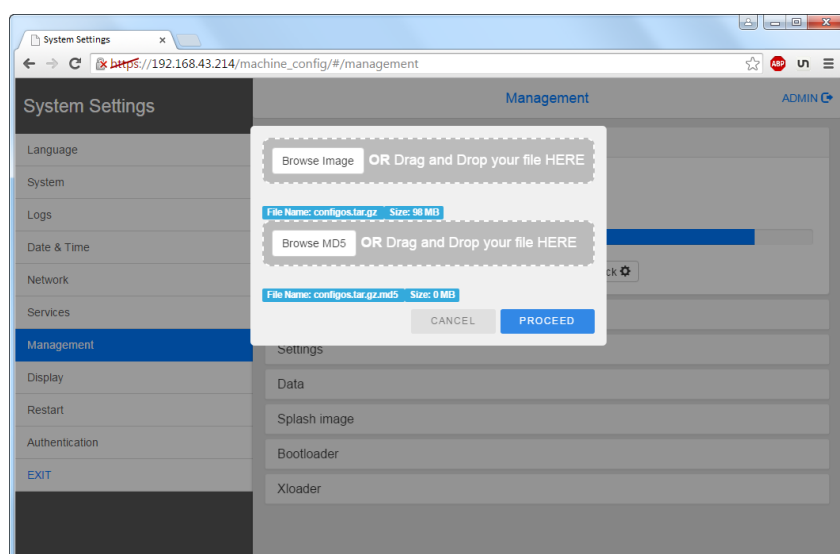 System Settings
https://192.168.43.214/machine_config/#/management
ABP
System Settings
Management
ADMIN
Language
System
Logs
Date & Time
Network
Services
Management
Display
Restart
Authentication
EXIT
Browse Image OR Drag and Drop your file HERE
File Name: configos.tar.gz Size: 98 MB
Browse MD5 OR Drag and Drop your file HERE
File Name: configos.tar.gz.md5 Size: 0 MB
CANCEL PROCEED
ck
Settings
Data
Splash image
Bootloader
Xloader